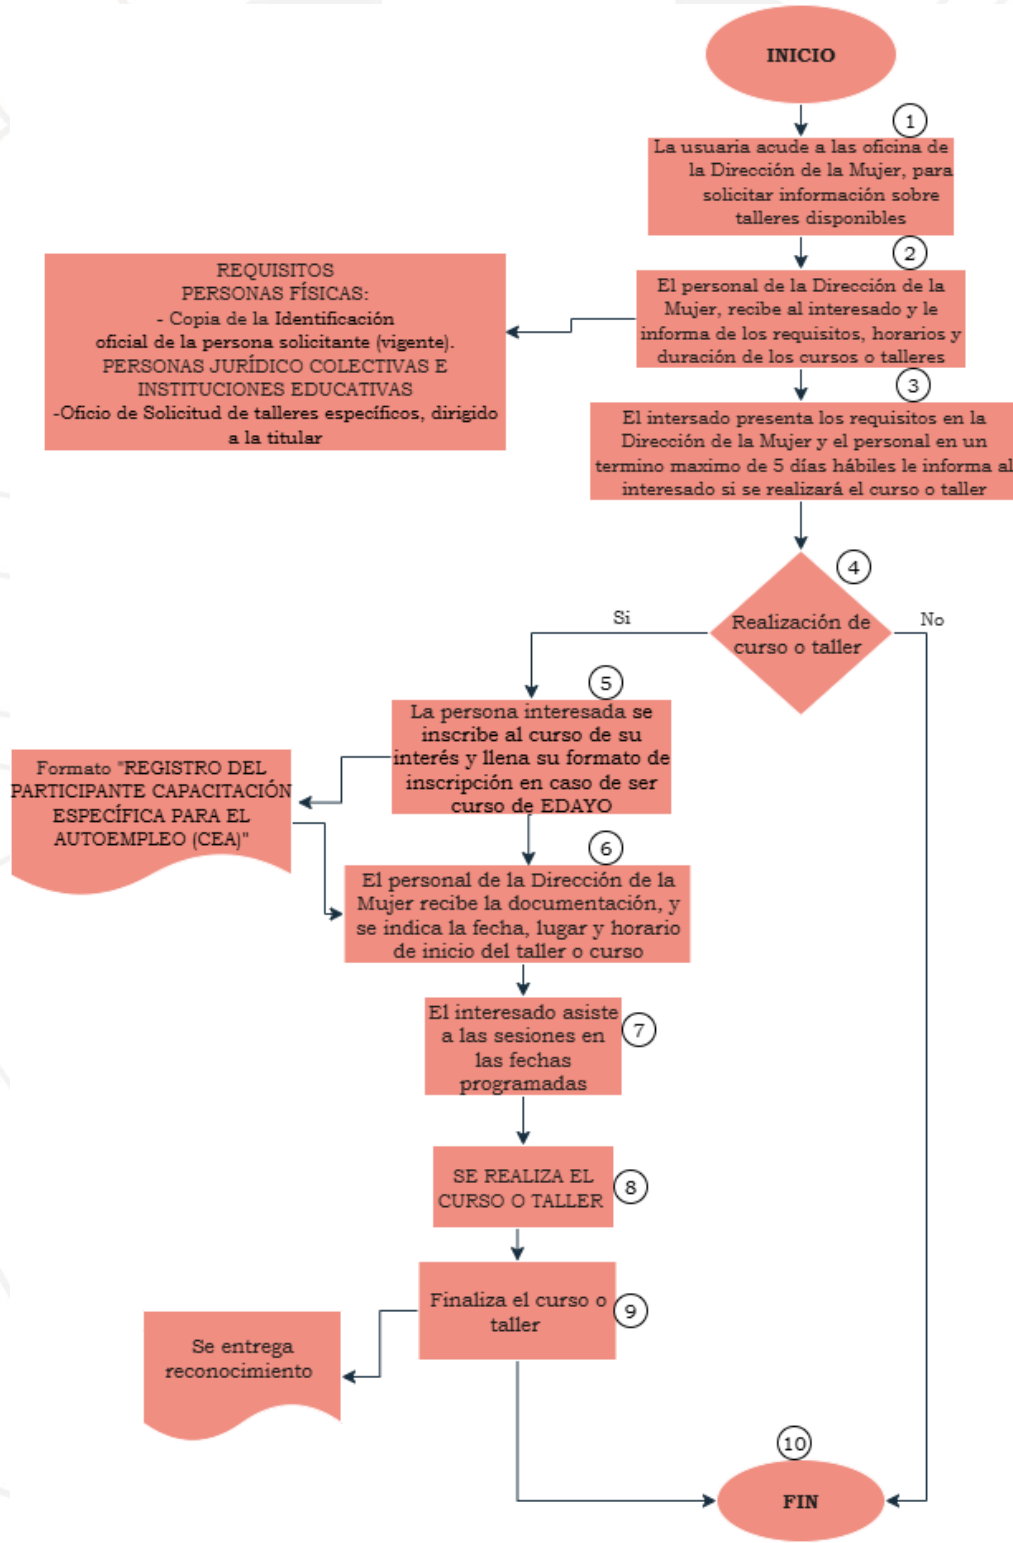 INICIO
1
La usuaria acude a las oficina de
la Dirección de la Mujer, para
solicitar información sobre
talleres disponibles
2
El personal de la Dirección de la
Mujer, recibe al interesado y le
informa de los requisitos, horarios y
duración de los cursos o talleres
REQUISITOS
PERSONAS FÍSICAS:
- Copia de la Identificación
oficial de la persona solicitante (vigente).
PERSONAS JURÍDICO COLECTIVAS E
INSTITUCIONES EDUCATIVAS
-Oficio de Solicitud de talleres específicos, dirigido
a la titular
3
El intersado presenta los requisitos en la
Dirección de la Mujer y el personal en un
termino maximo de 5 días hábiles le informa al
interesado si se realizará el curso o taller
4
Realización de
curso o taller
Si
No
5
La persona interesada se
inscribe al curso de su
interés y llena su formato de
inscripción en caso de ser
curso de EDAYO
Formato "REGISTRO DEL
PARTICIPANTE CAPACITACIÓN
ESPECÍFICA PARA EL
AUTOEMPLEO (CEA)"
6
El personal de la Dirección de la
Mujer recibe la documentación, y
se indica la fecha, lugar y horario
de inicio del taller o curso
El interesado asiste
a las sesiones en
las fechas
programadas
7
SE REALIZA EL
CURSO O TALLER
8
Finaliza el curso o
taller
9
Se entrega
reconocimiento
10
FIN